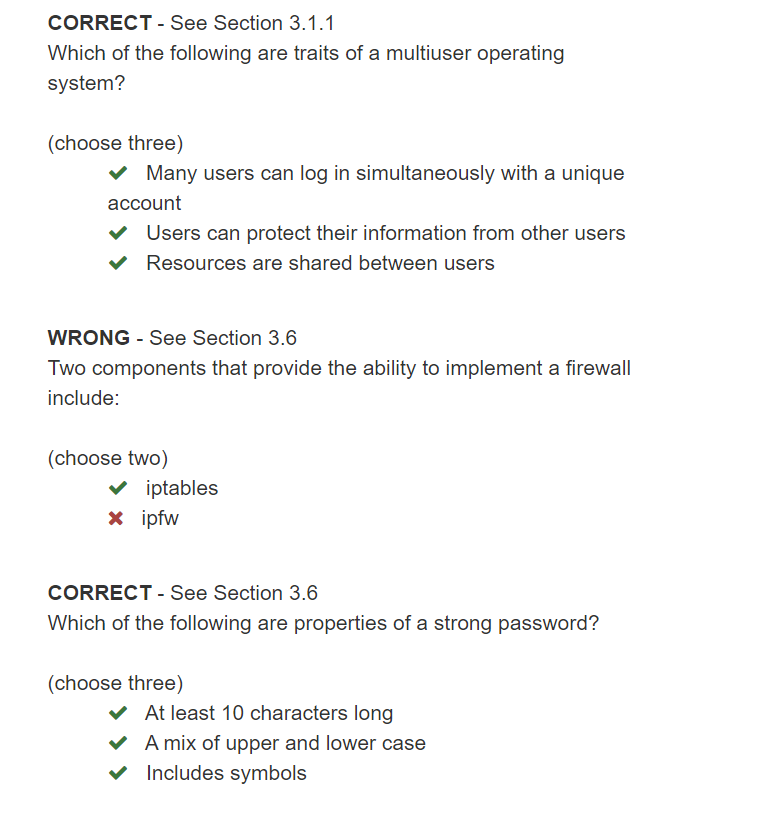 CORRECT - See Section 3.1.1
Which of the following are traits of a multiuser operating
system?
(choose three)
Many users can log in simultaneously with a unique
account
Users can protect their information from other users
Resources are shared between users
WRONG - See Section 3.6
Two components that provide the ability to implement a firewall
include:
(choose two)
iptables
ipfw
CORRECT - See Section 3.6
Which of the following are properties of a strong password?
(choose three)
At least 10 characters long
A mix of upper and lower case
Includes symbols